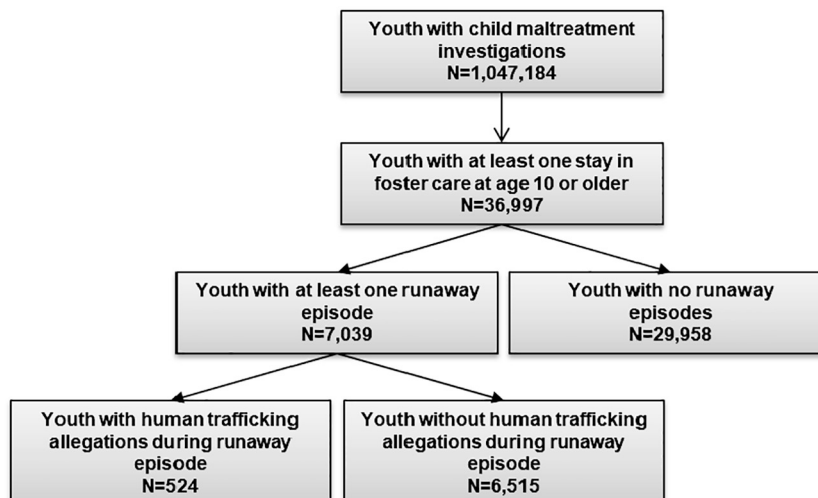 Youth with child maltreatment
investigations
N=1,047,184
Youth with at least one stay in
foster care at age 10 or older
N=36,997
Youth with at least one runaway
episode
N=7,039
Youth with no runaway
episodes
N=29,958
Youth with human trafficking
allegations during runaway
episode
N=524
Youth without human trafficking
allegations during runaway
episode
N=6,515